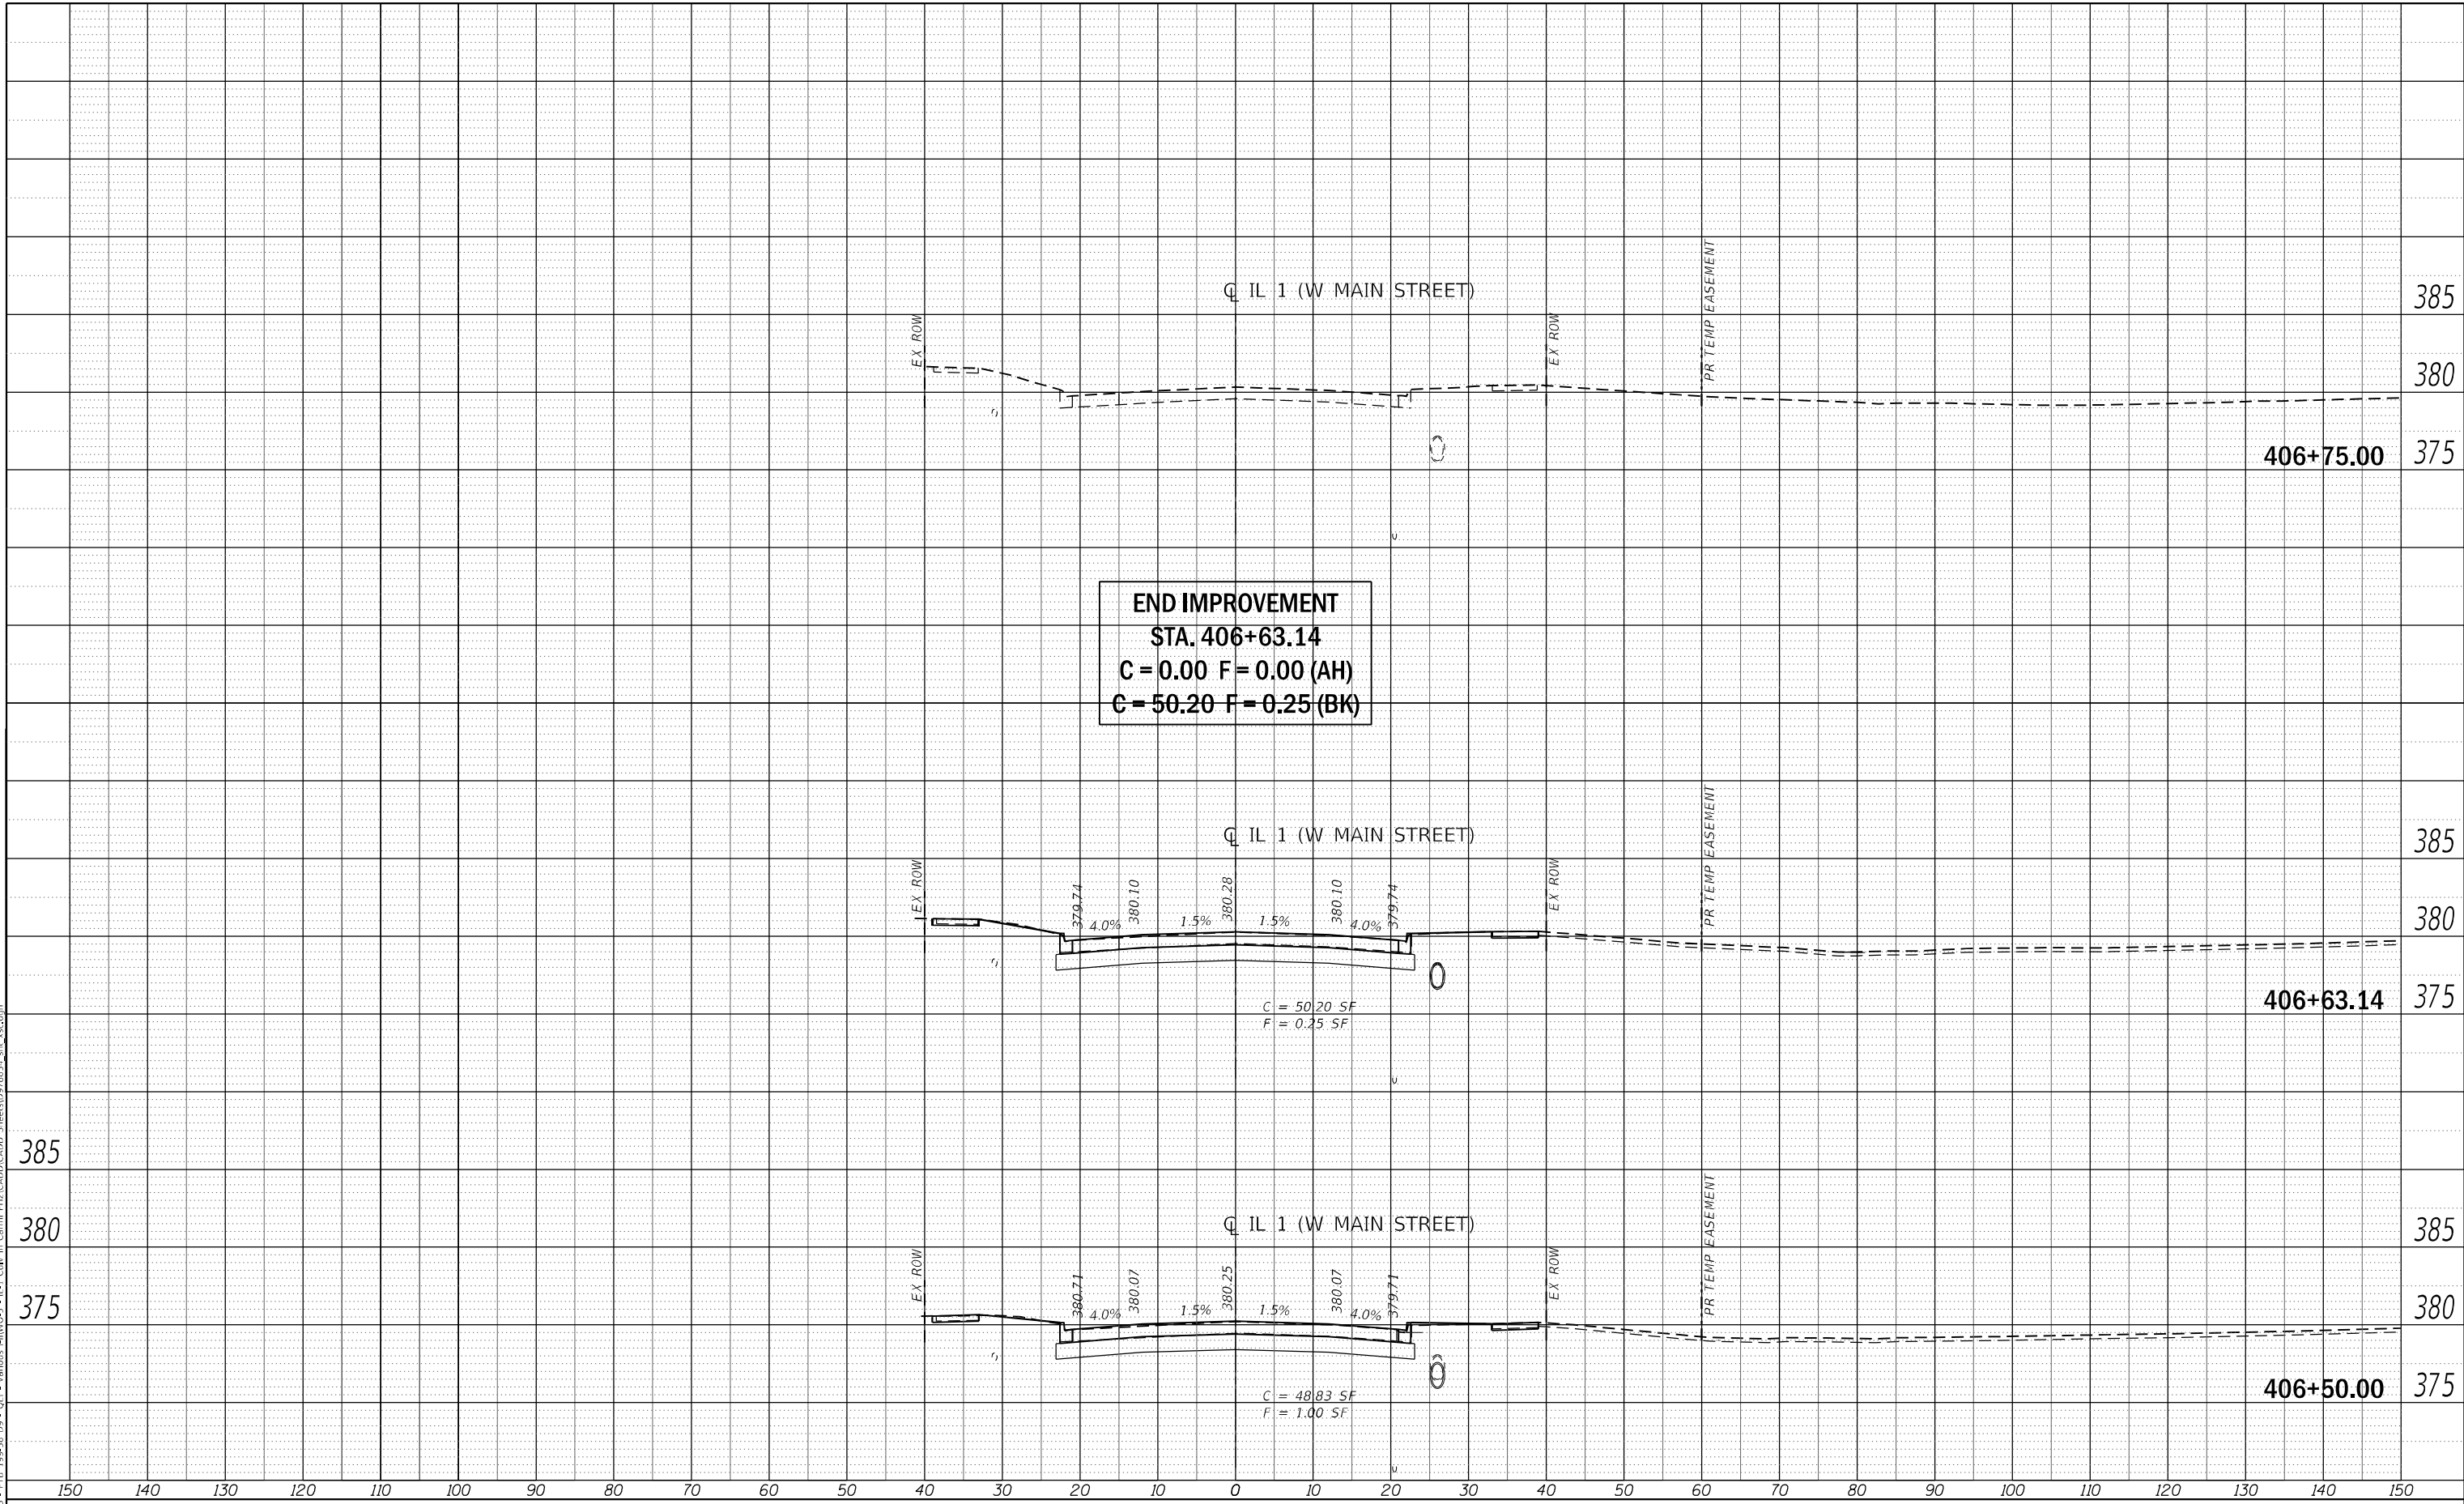 ℄ IL 1 (W MAIN STREET)
385
EX ROW
EX ROW
PR TEMP EASEMENT
380
406+75.00
375
END IMPROVEMENT
STA. 406+63.14
C = 0.00 F = 0.00 (AH)
C = 50.20 F = 0.25 (BK)
℄ IL 1 (W MAIN STREET)
385
EX ROW
379.74
4.0%
380.10
1.5%
380.28
1.5%
380.10
4.0%
379.74
EX ROW
PR TEMP EASEMENT
380
C = 50.20 SF
F = 0.25 SF
406+63.14
375
385
380
℄ IL 1 (W MAIN STREET)
385
375
EX ROW
380.71
4.0%
380.07
1.5%
380.25
1.5%
380.07
4.0%
379.71
EX ROW
PR TEMP EASEMENT
380
C = 48.83 SF
F = 1.00 SF
406+50.00
375
150 140 130 120 110 100 90 80 70 60 50 40 30 20 10 0 10 20 30 40 50 60 70 80 90 100 110 120 130 140 150